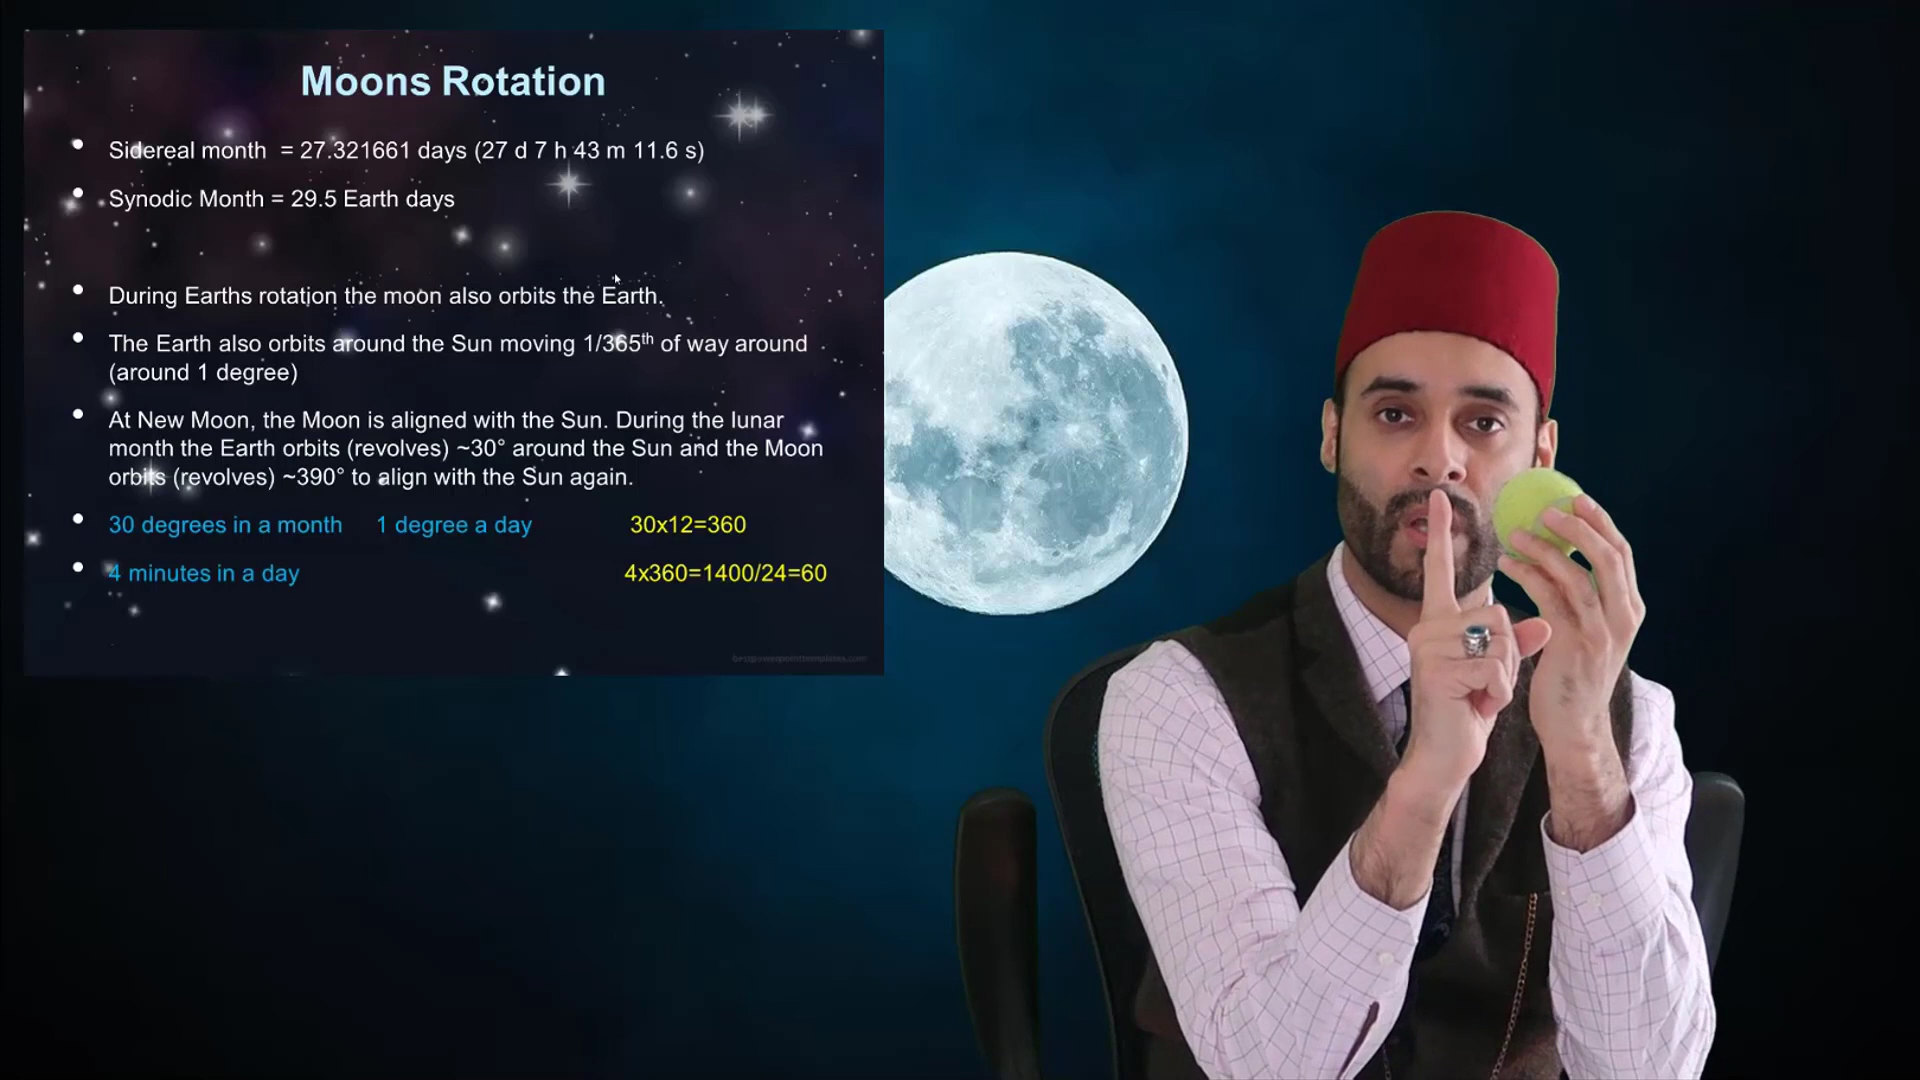 Moons Rotation
Sidereal month = 27.321661 days (27 d 7 h 43 m 11.6 s)
Synodic Month = 29.5 Earth days
During Earths rotation the moon also orbits the Earth.
The Earth also orbits around the Sun moving 1/365th of way around
(around 1 degree)
At New Moon, the Moon is aligned with the Sun. During the lunar
month the Earth orbits (revolves) ~30° around the Sun and the Moon
orbits (revolves) ~390° to align with the Sun again.
30 degrees in a month 1 degree a day 30x12=360
4 minutes in a day 4x360=1400/24=60